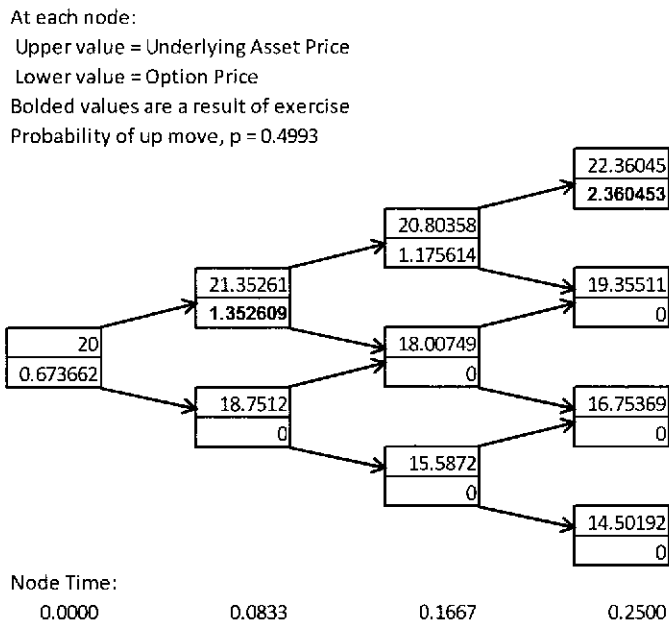 At each node:
Upper value = Underlying Asset Price
Lower value = Option Price
Bolded values are a result of exercise
Probability of up move, p = 0.4993
22.36045
2.360453
20.80358
1.175614
21.35261
1.352609
19.35511
0
20
0.673662
18.00749
0
18.7512
0
16.75369
0
15.5872
0
14.50192
0
Node Time:
0.0000 0.0833 0.1667 0.2500